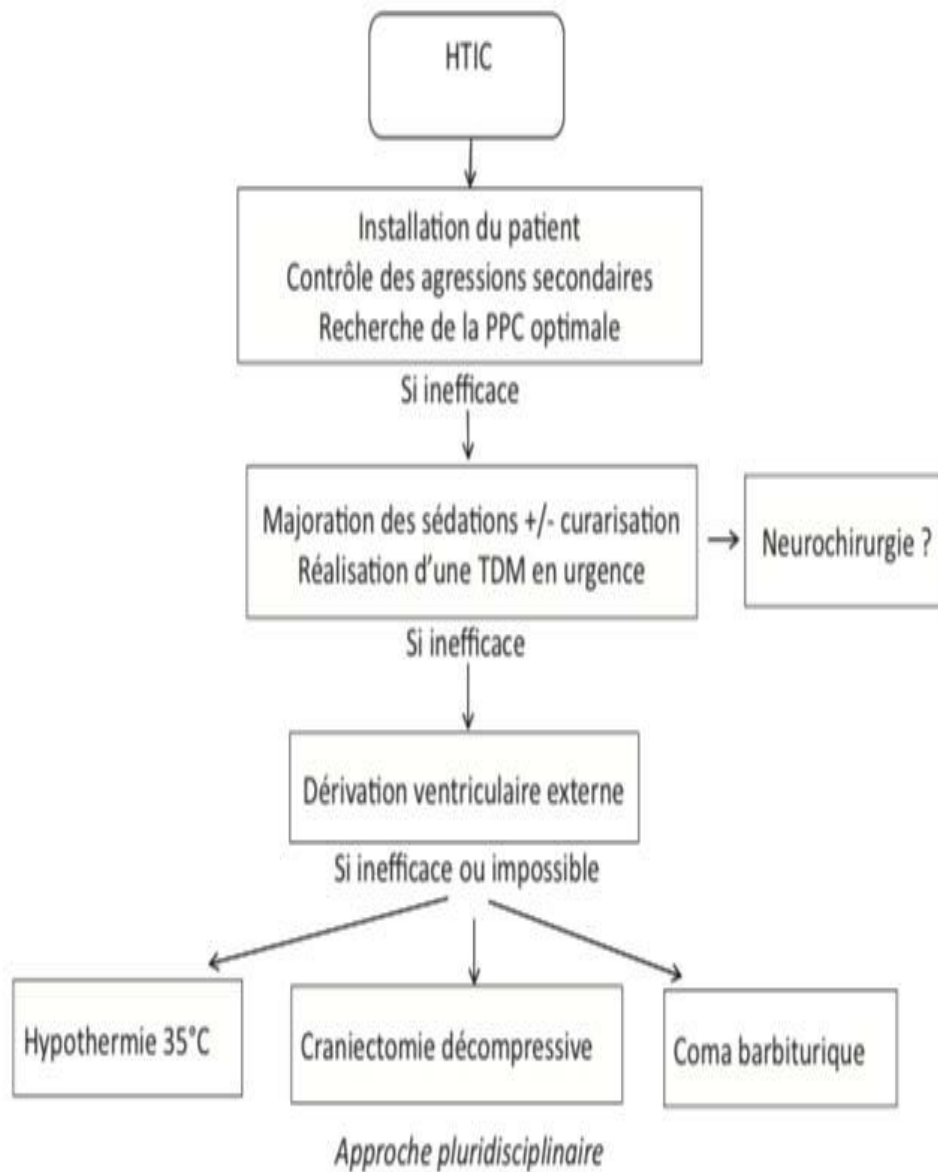 HTIC
Installation du patient
Contrôle des agressions secondaires
Recherche de la PPC optimale
Si inefficace
Majoration des sédations +/- curarisation
Réalisation d'une TDM en urgence
Neurochirurgie ?
Si inefficace
Dérivation ventriculaire externe
Si inefficace ou impossible
Hypothermie 35°C
Craniectomie décompressive
Coma barbiturique
Approche pluridisciplinaire